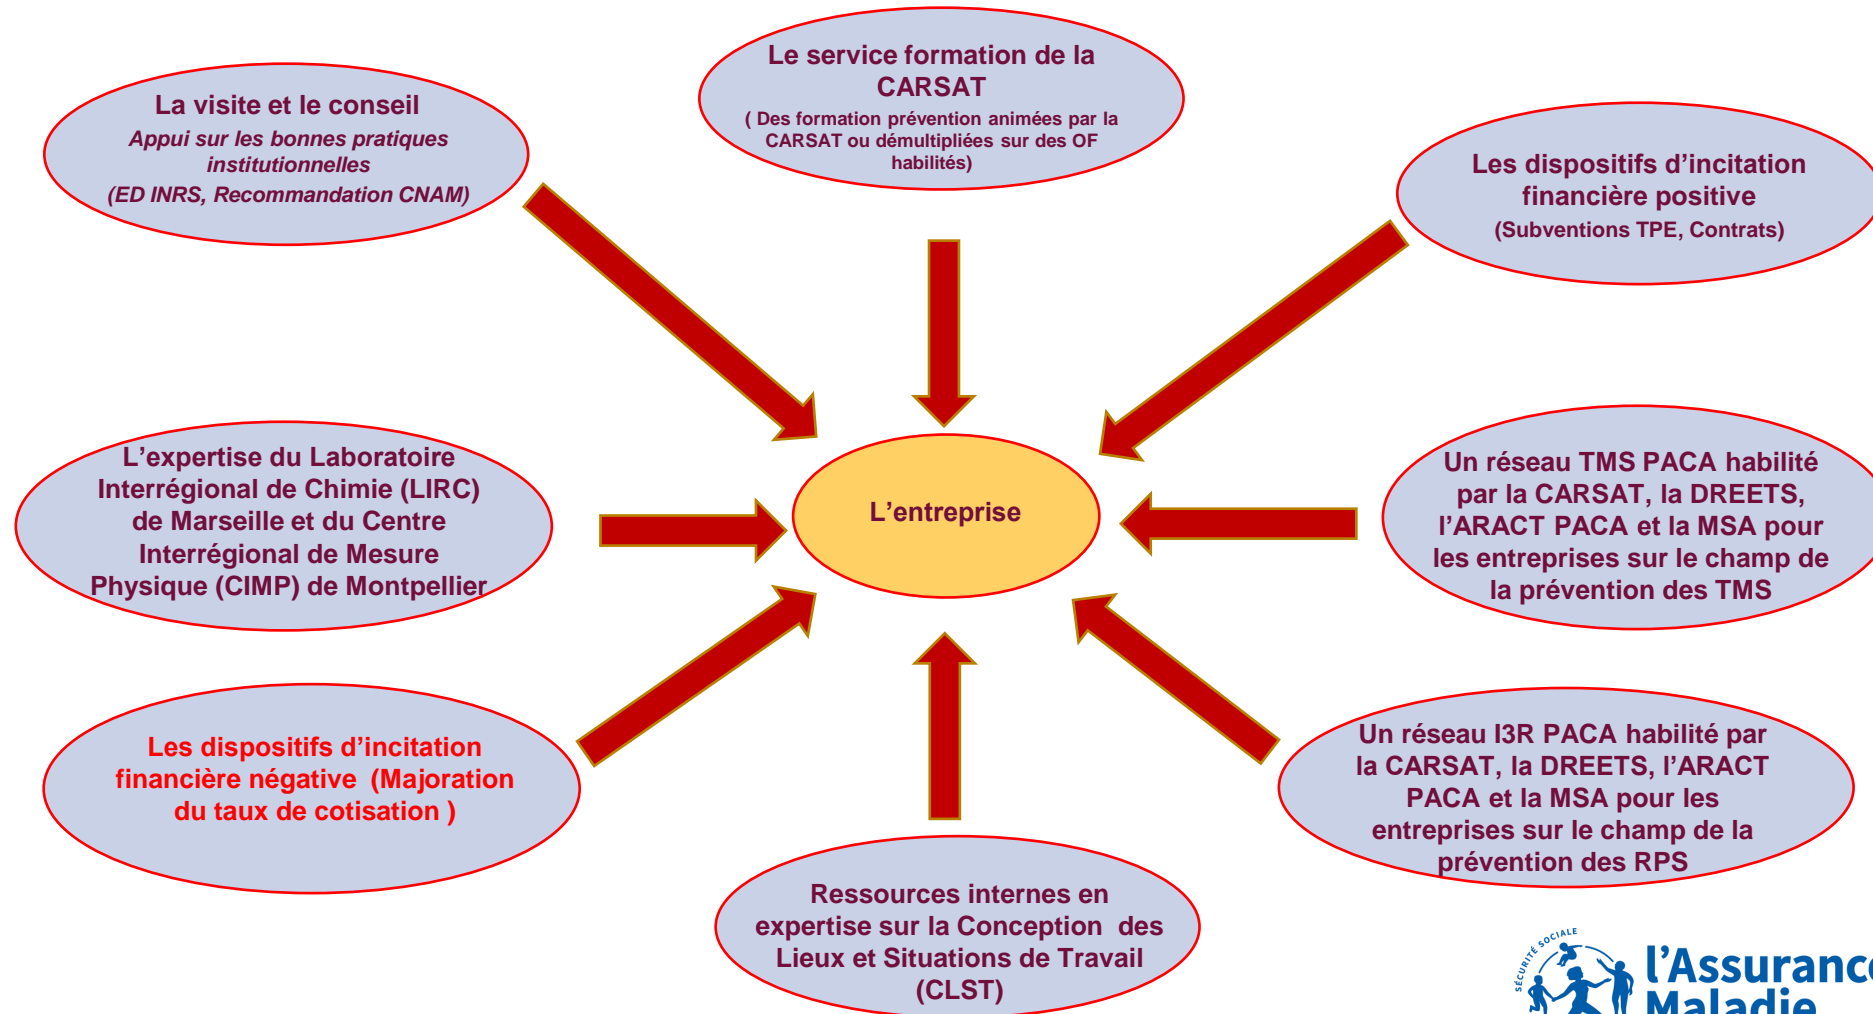 La visite et le conseil
Appui sur les bonnes pratiques
institutionnelles
(ED INRS, Recommandation CNAM)
Le service formation de la
CARSAT
( Des formation prévention animées par la
CARSAT ou démultipliées sur des OF
habilités)
Les dispositifs d’incitation
financière positive
(Subventions TPE, Contrats)
L’expertise du Laboratoire
Interrégional de Chimie (LIRC)
de Marseille et du Centre
Interrégional de Mesure
Physique (CIMP) de Montpellier
L’entreprise
Un réseau TMS PACA habilité
par la CARSAT, la DREETS,
l’ARACT PACA et la MSA pour
les entreprises sur le champ de
la prévention des TMS
Les dispositifs d’incitation
financière négative (Majoration
du taux de cotisation )
Ressources internes en
expertise sur la Conception des
Lieux et Situations de Travail
(CLST)
Un réseau I3R PACA habilité par
la CARSAT, la DREETS, l’ARACT
PACA et la MSA pour les
entreprises sur le champ de la
prévention des RPS
SÉCURITÉ SOCIALE
l’Assurance
Maladie